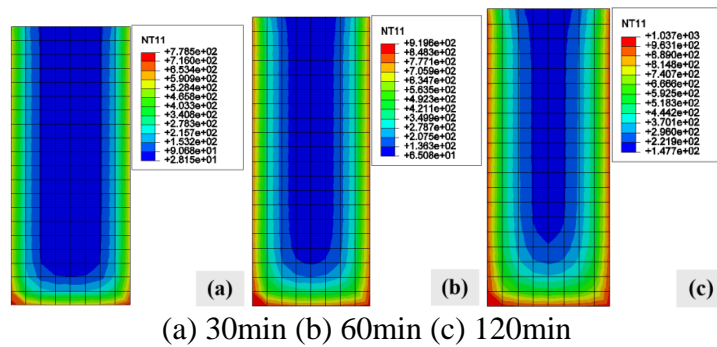 NT11
+7.785e+02
+7.160e+02
+6.534e+02
+5.909e+02
+5.284e+02
+4.658e+02
+4.033e+02
+3.408e+02
+2.783e+02
+2.157e+02
+1.532e+02
+9.068e+01
+2.815e+01
(a)
NT11
+9.196e+02
+8.483e+02
+7.771e+02
+7.059e+02
+6.347e+02
+5.635e+02
+4.923e+02
+4.211e+02
+3.499e+02
+2.787e+02
+2.075e+02
+1.363e+02
+6.508e+01
(b)
NT11
+1.037e+03
+9.631e+02
+8.890e+02
+8.148e+02
+7.407e+02
+6.666e+02
+5.925e+02
+5.183e+02
+4.442e+02
+3.701e+02
+2.960e+02
+2.219e+02
+1.477e+02
(c)
(a) 30min (b) 60min (c) 120min